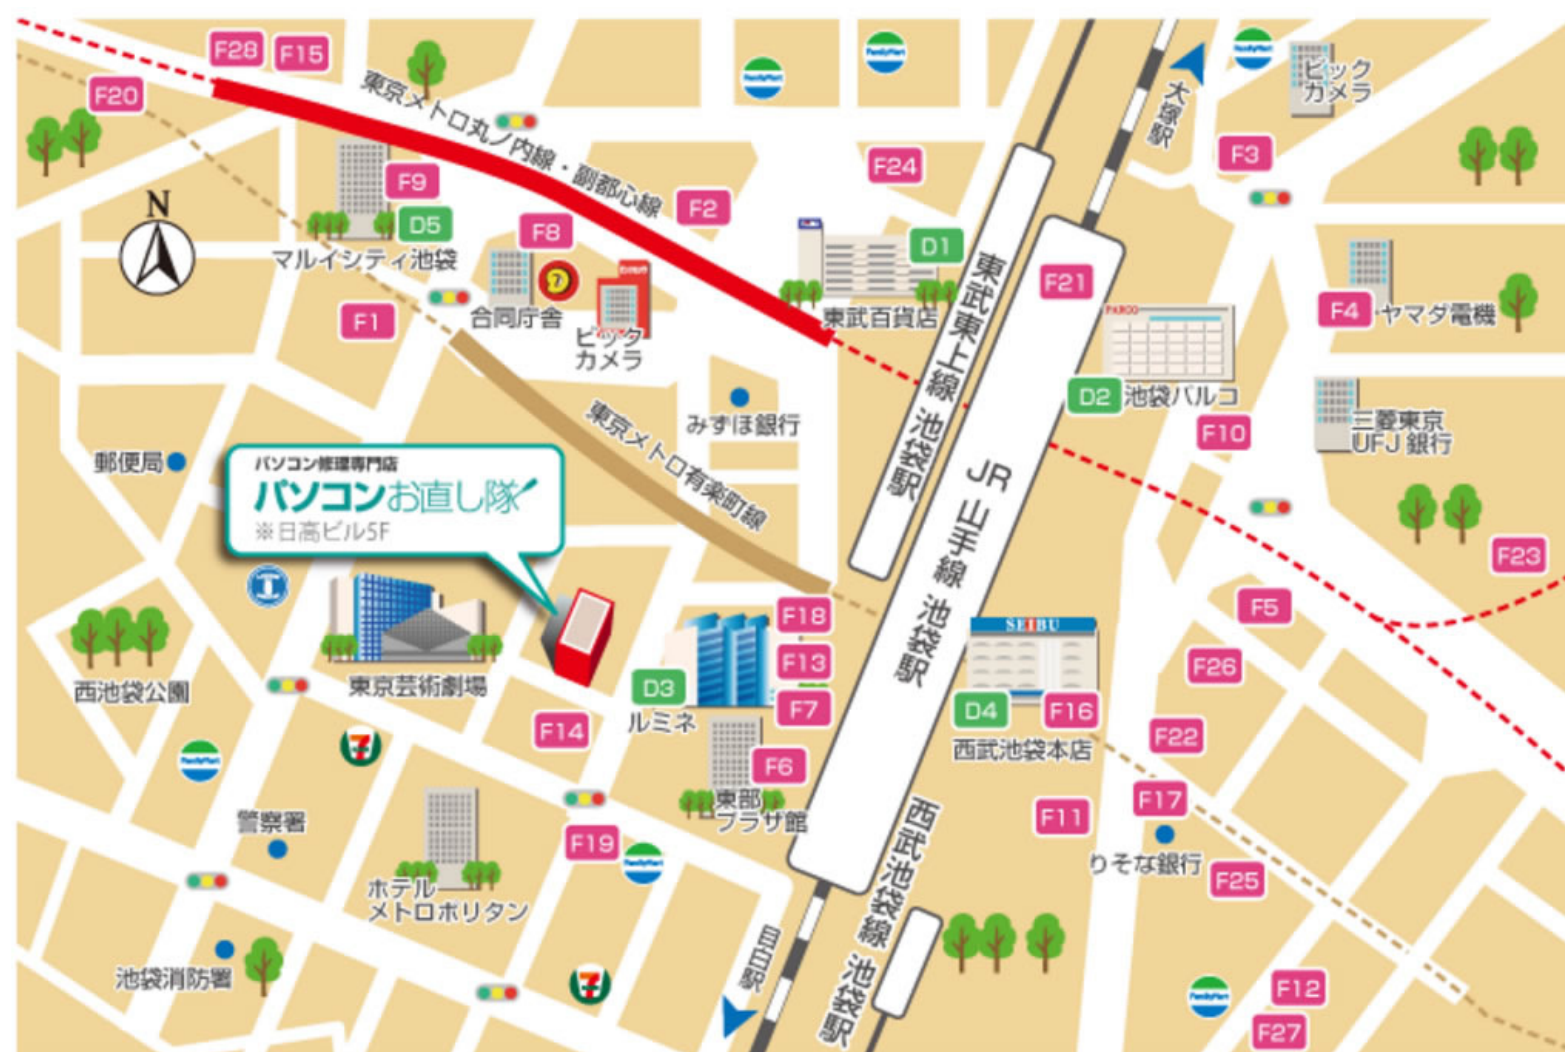 F28
F15
F20
東京メトロ丸ノ内線・副都心線
FamilyMart
FamilyMart
FamilyMart
ビック
カメラ
大塚駅
F3
F24
F9
D5
F2
F8
D1
N
マルイシティ池袋
合同庁舎
ビック
カメラ
東武百貨店
F1
東武東上線 池袋駅
F21
PARCO
D2
池袋パルコ
F4
ヤマダ電機
三菱東京
UFJ 銀行
F10
みずほ銀行
東京メトロ有楽町線
JR 山手線 池袋駅
郵便局
パソコン修理専門店
パソコンお直し隊
※日高ビル5F
F23
F5
F18
F13
F7
D3
ルミネ
SEIBU
D4
F16
西武池袋本店
F26
F22
西池袋公園
東京芸術劇場
F14
7
F6
東部
プラザ館
F17
F11
りそな銀行
F25
FamilyMart
警察署
F19
FamilyMart
ホテル
メトロポリタン
西武池袋線 池袋駅
目白駅
池袋消防署
7
FamilyMart
F12
F27